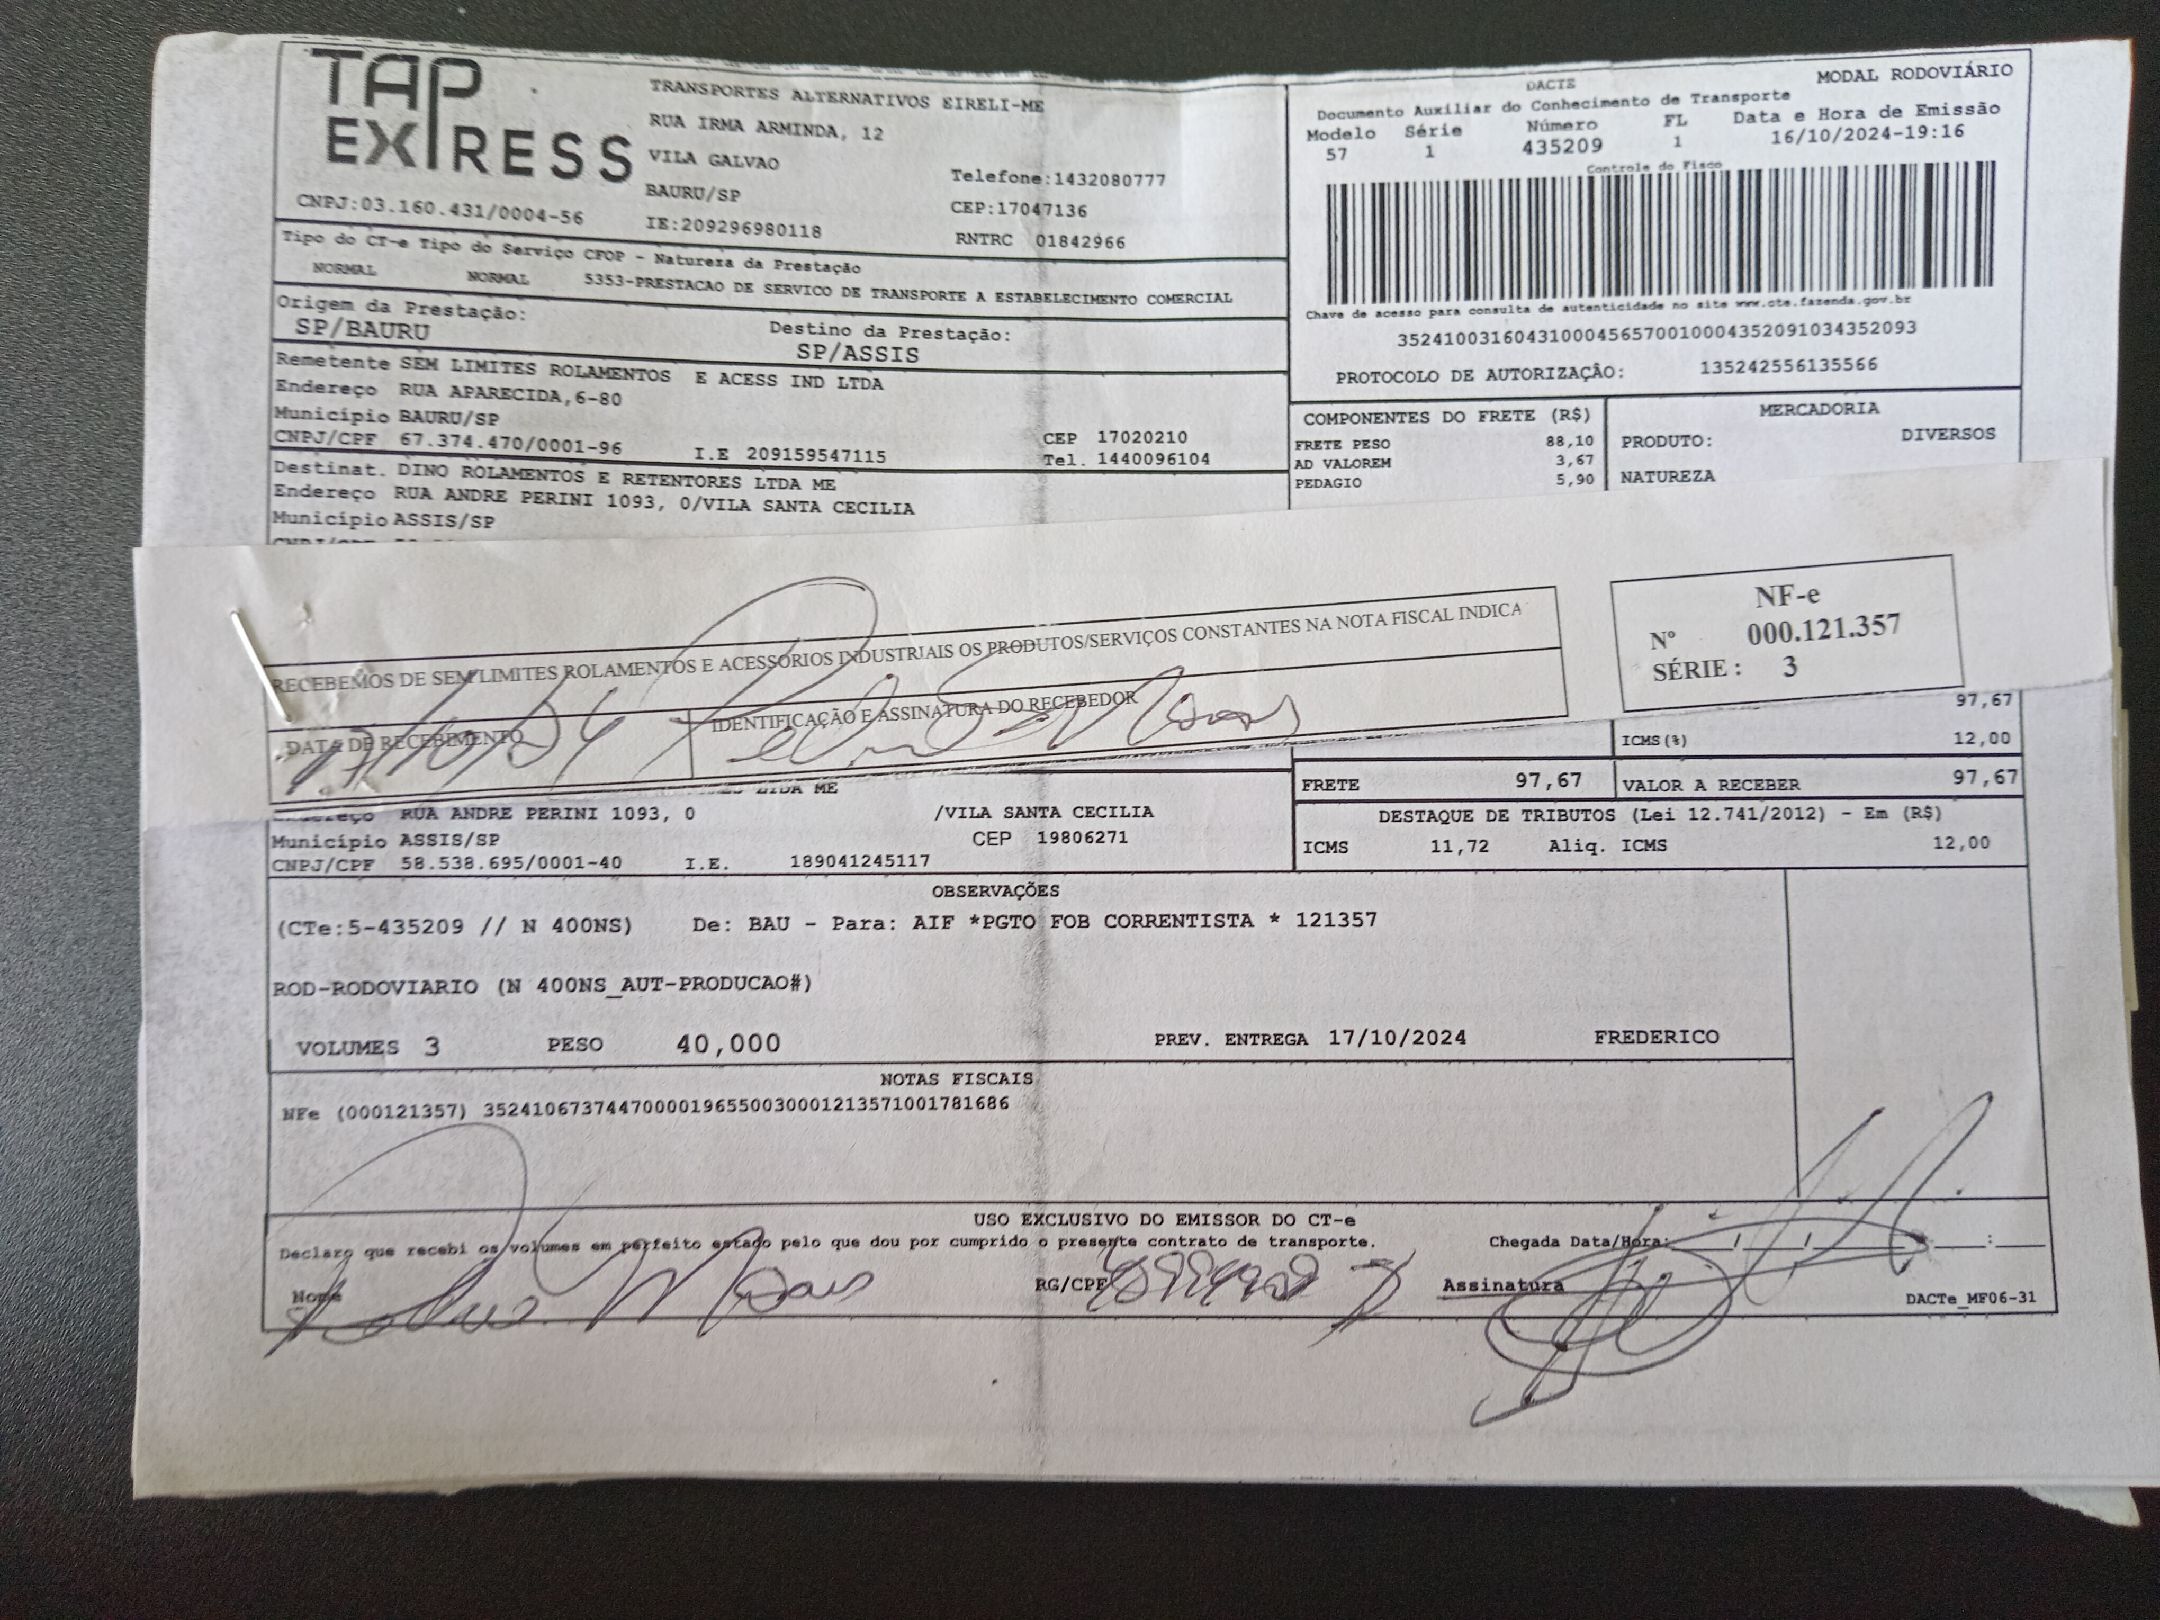 TAP
EXPRESS
CNPJ:03.160.431/0004-56
TRANSPORTES ALTERNATIVOS EIRELI-ME
RUA IRMA ARMINDA, 12
VILA GALVAO
BAURU/SP
IE:209296980118
Telefone:1432080777
CEP:17047136
RNTRC 01842966
DACTE
MODAL RODOVIÁRIO
Documento Auxiliar do Conhecimento de Transporte
Modelo Série Número FL Data e Hora de Emissão
57 1 435209 1 16/10/2024-19:16
Controle do Fisco
Chave de acesso para consulta de autenticidade no site www.cte.fazenda.gov.br
35241003160431000456570010004352091034352093
PROTOCOLO DE AUTORIZAÇÃO: 135242556135566
Tipo do CT-e Tipo do Serviço CFOP - Natureza da Prestação
NORMAL NORMAL 5353-PRESTACAO DE SERVICO DE TRANSPORTE A ESTABELECIMENTO COMERCIAL
Origem da Prestação: Destino da Prestação:
SP/BAURU SP/ASSIS
Remetente SEM LIMITES ROLAMENTOS E ACESS IND LTDA
Endereço RUA APARECIDA,6-80
Município BAURU/SP CEP 17020210
CNPJ/CPF 67.374.470/0001-96 I.E 209159547115 Tel. 1440096104
Destinat. DINO ROLAMENTOS E RETENTORES LTDA ME
Endereço RUA ANDRE PERINI 1093, 0/VILA SANTA CECILIA
Município ASSIS/SP
COMPONENTES DO FRETE (R$)
FRETE PESO 88,10
AD VALOREM 3,67
PEDAGIO 5,90
MERCADORIA
PRODUTO: DIVERSOS
NATUREZA
RECEBEMOS DE SEM LIMITES ROLAMENTOS E ACESSÓRIOS INDUSTRIAIS OS PRODUTOS/SERVIÇOS CONSTANTES NA NOTA FISCAL INDICA
DATA DE RECEBIMENTO
17/10/24
IDENTIFICAÇÃO E ASSINATURA DO RECEBEDOR
NF-e
Nº 000.121.357
SÉRIE : 3
97,67
ICMS(%) 12,00
FRETE 97,67 VALOR A RECEBER 97,67
LTDA ME
Endereço RUA ANDRE PERINI 1093, 0 /VILA SANTA CECILIA
Município ASSIS/SP CEP 19806271
CNPJ/CPF 58.538.695/0001-40 I.E. 189041245117
DESTAQUE DE TRIBUTOS (Lei 12.741/2012) - Em (R$)
ICMS 11,72 Aliq. ICMS 12,00
OBSERVAÇÕES
(CTe:5-435209 // N 400NS) De: BAU - Para: AIF *PGTO FOB CORRENTISTA * 121357
ROD-RODOVIARIO (N 400NS_AUT-PRODUCAO#)
VOLUMES 3 PESO 40,000 PREV. ENTREGA 17/10/2024 FREDERICO
NOTAS FISCAIS
NFe (000121357) 35241067374470000196550030001213571001781686
USO EXCLUSIVO DO EMISSOR DO CT-e
Declaro que recebi os volumes em perfeito estado pelo que dou por cumprido o presente contrato de transporte. Chegada Data/Hora: / / :
Nome RG/CPF Assinatura
DACTe_MF06-31